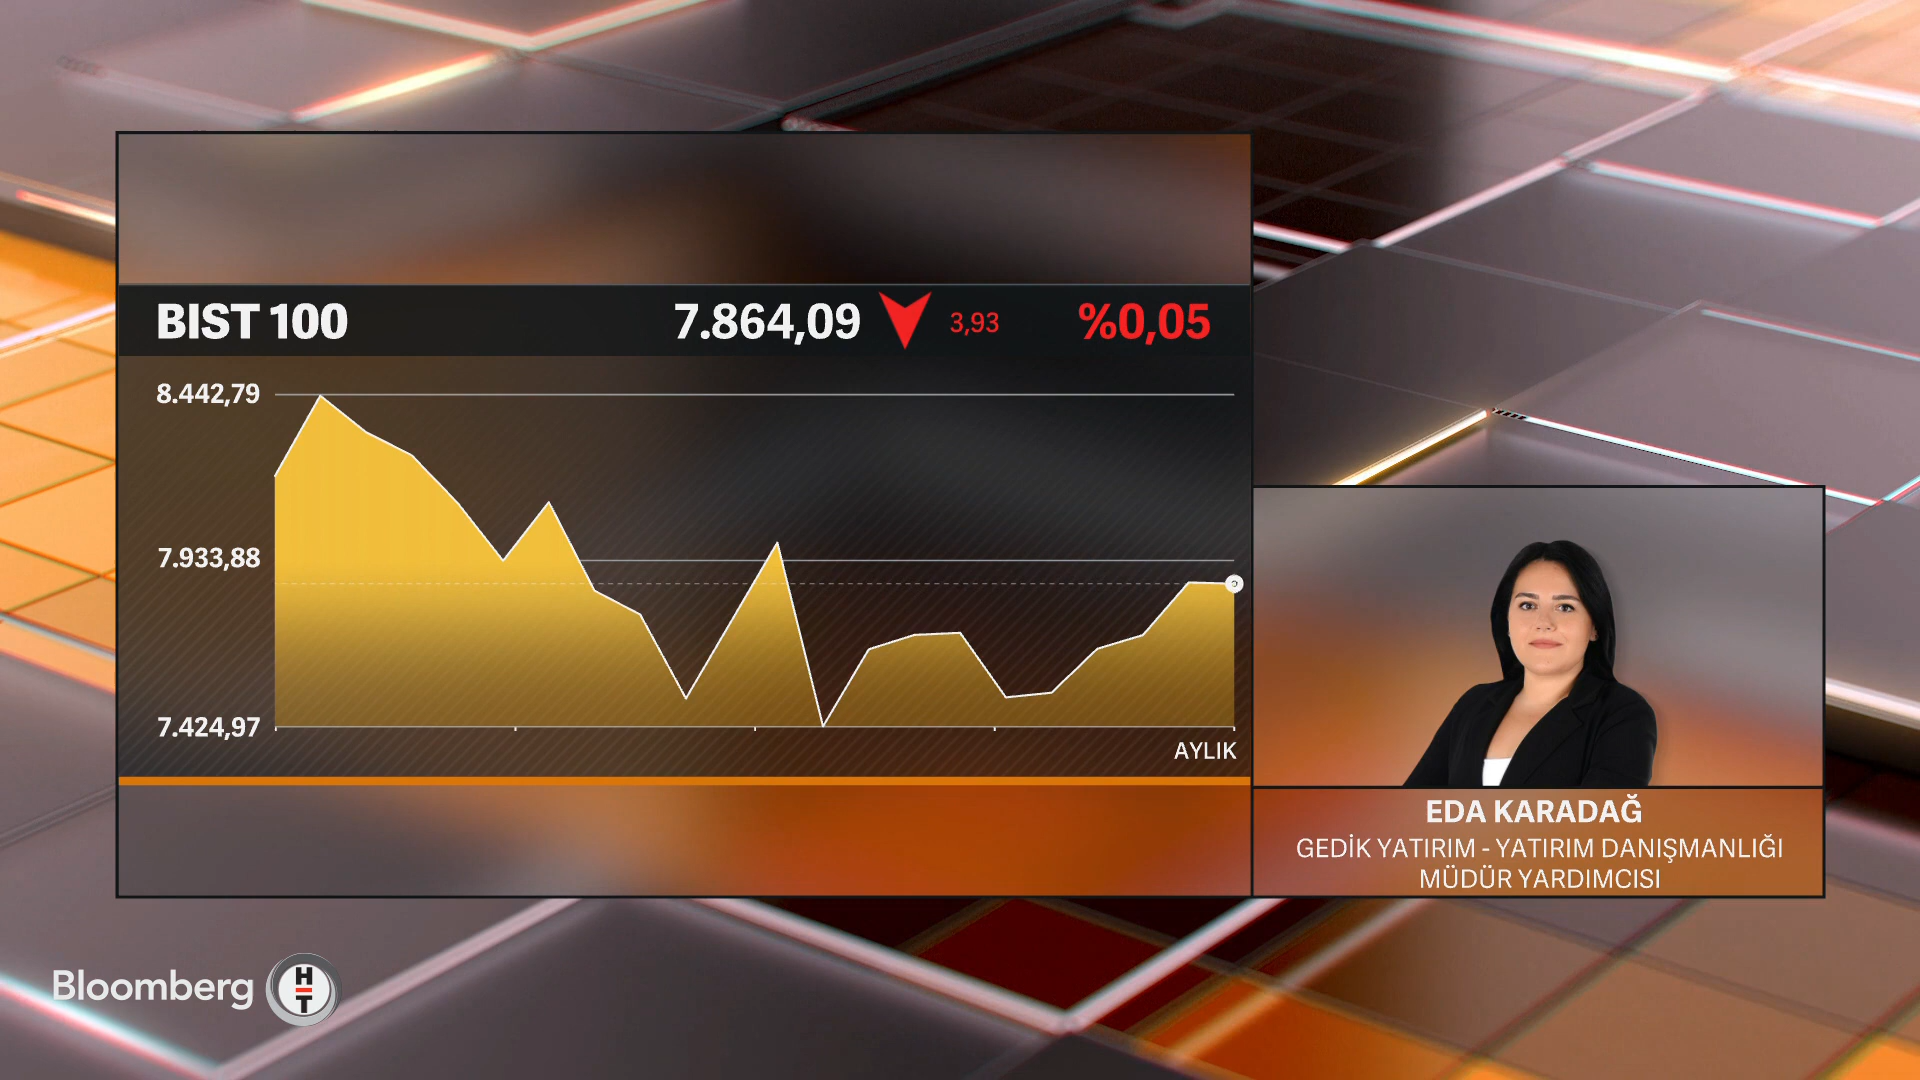 BIST 100 7.864,09 3,93 %0,05
8.442,79
7.933,88
7.424,97
AYLIK
EDA KARADAĞ
GEDİK YATIRIM - YATIRIM DANIŞMANLIĞI
MÜDÜR YARDIMCISI
Bloomberg HT